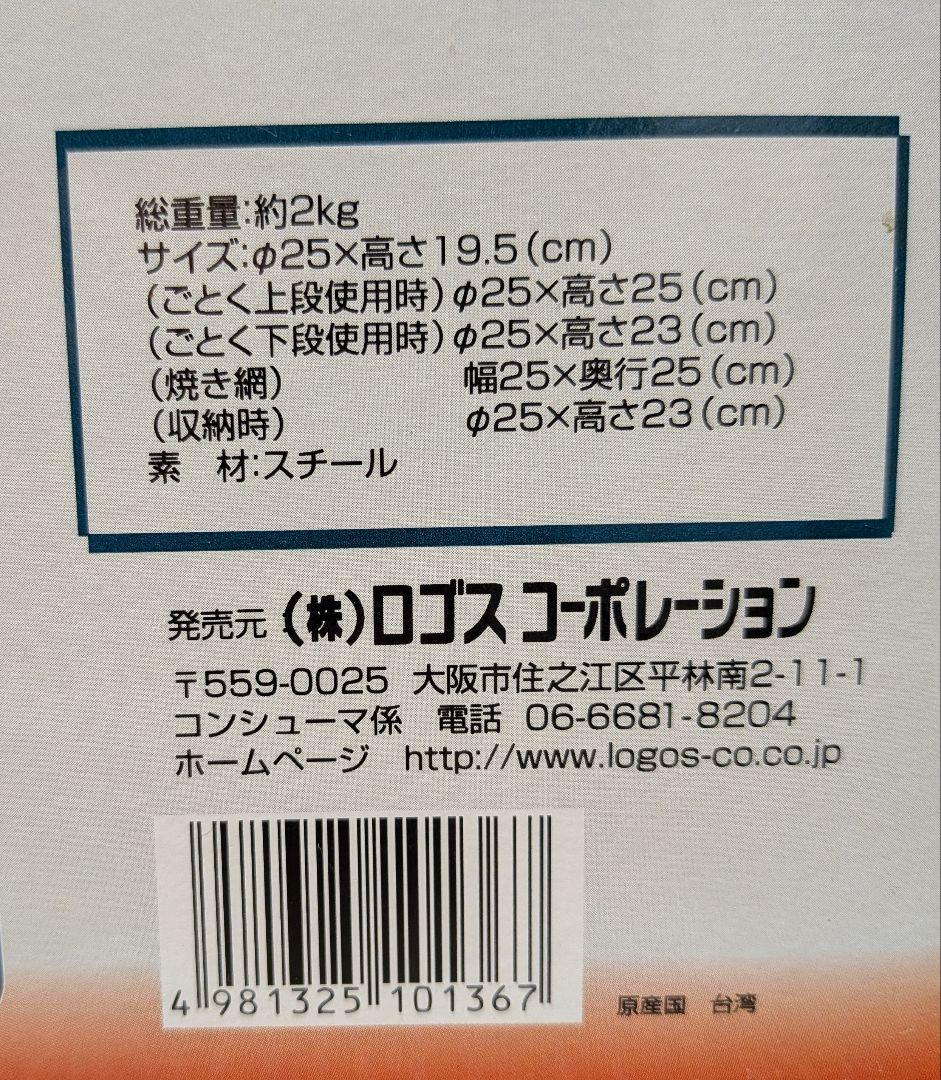 総重量:約2kg
サイズ:φ25×高さ19.5(cm)
(ごとく上段使用時)φ25×高さ25(cm)
(ごとく下段使用時)φ25×高さ23(cm)
(焼き網) 幅25×奥行25(cm)
(収納時) φ25×高さ23(cm)
素 材:スチール
発売元 (株)ロゴス コーポレーション
〒559-0025 大阪市住之江区平林南2-11-1
コンシューマ係 電話 06-6681-8204
ホームページ http://www.logos-co.co.jp
4 981325 101367
原産国 台湾